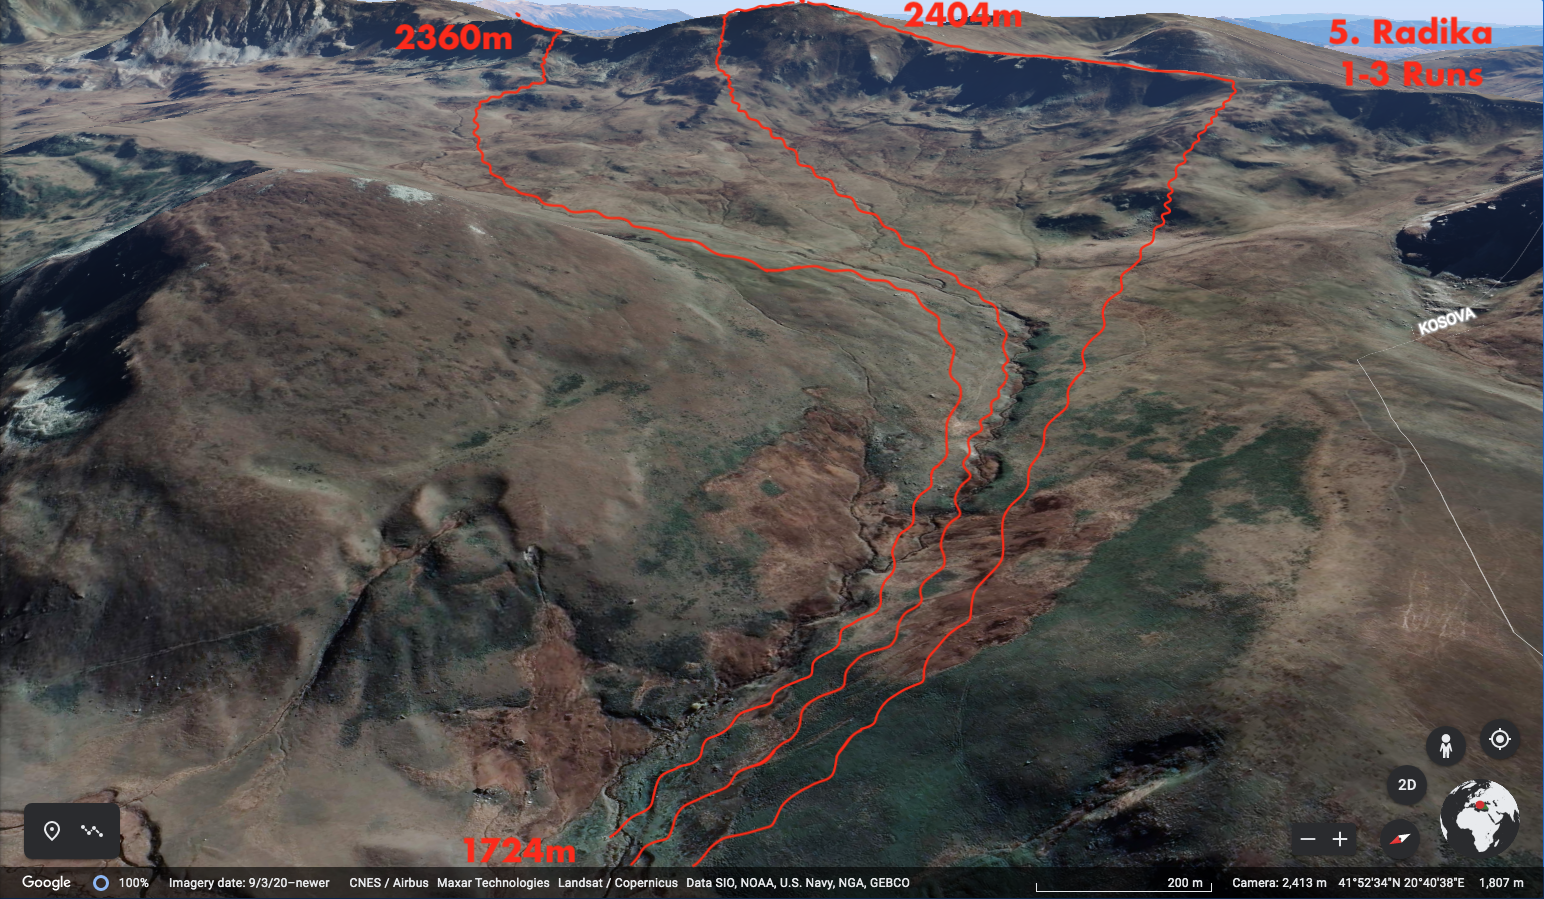 2360m
2404m
5. Radika
1-3 Runs
KOSOVA
2D
1724m
Google
100%
Imagery date: 9/3/20–newer
CNES / Airbus Maxar Technologies Landsat / Copernicus Data SIO, NOAA, U.S. Navy, NGA, GEBCO
200 m
Camera: 2,413 m 41°52'34"N 20°40'38"E 1,807 m